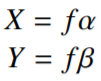 X = fα
Y = fβ